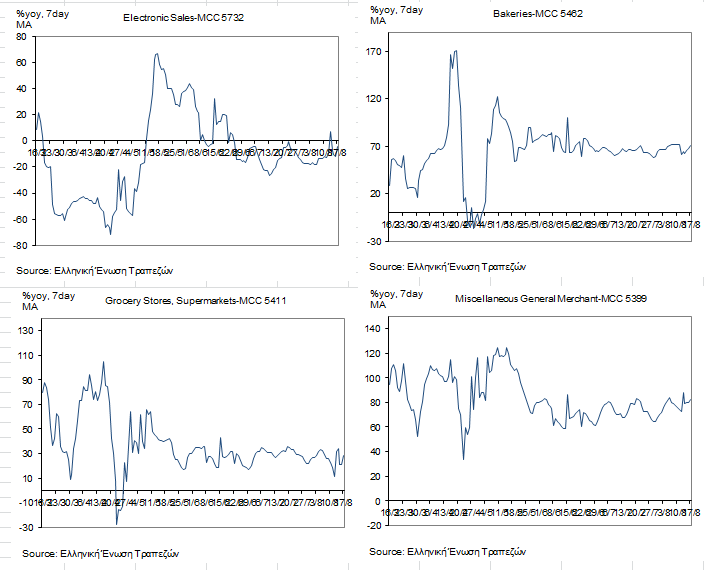 %yoy, 7day
MA
Electronic Sales-MCC 5732
80
60
40
20
0
-20
-40
-60
-80
Source: Ελληνική Ένωση Τραπεζών
%yoy, 7day
MA
Bakeries-MCC 5462
170
120
70
20
-30
Source: Ελληνική Ένωση Τραπεζών
%yoy, 7day
MA
Grocery Stores, Supermarkets-MCC 5411
130
110
90
70
50
30
10
-10
-30
Source: Ελληνική Ένωση Τραπεζών
%yoy, 7day
MA
Miscellaneous General Merchant-MCC 5399
140
120
100
80
60
40
20
0
-20
Source: Ελληνική Ένωση Τραπεζών